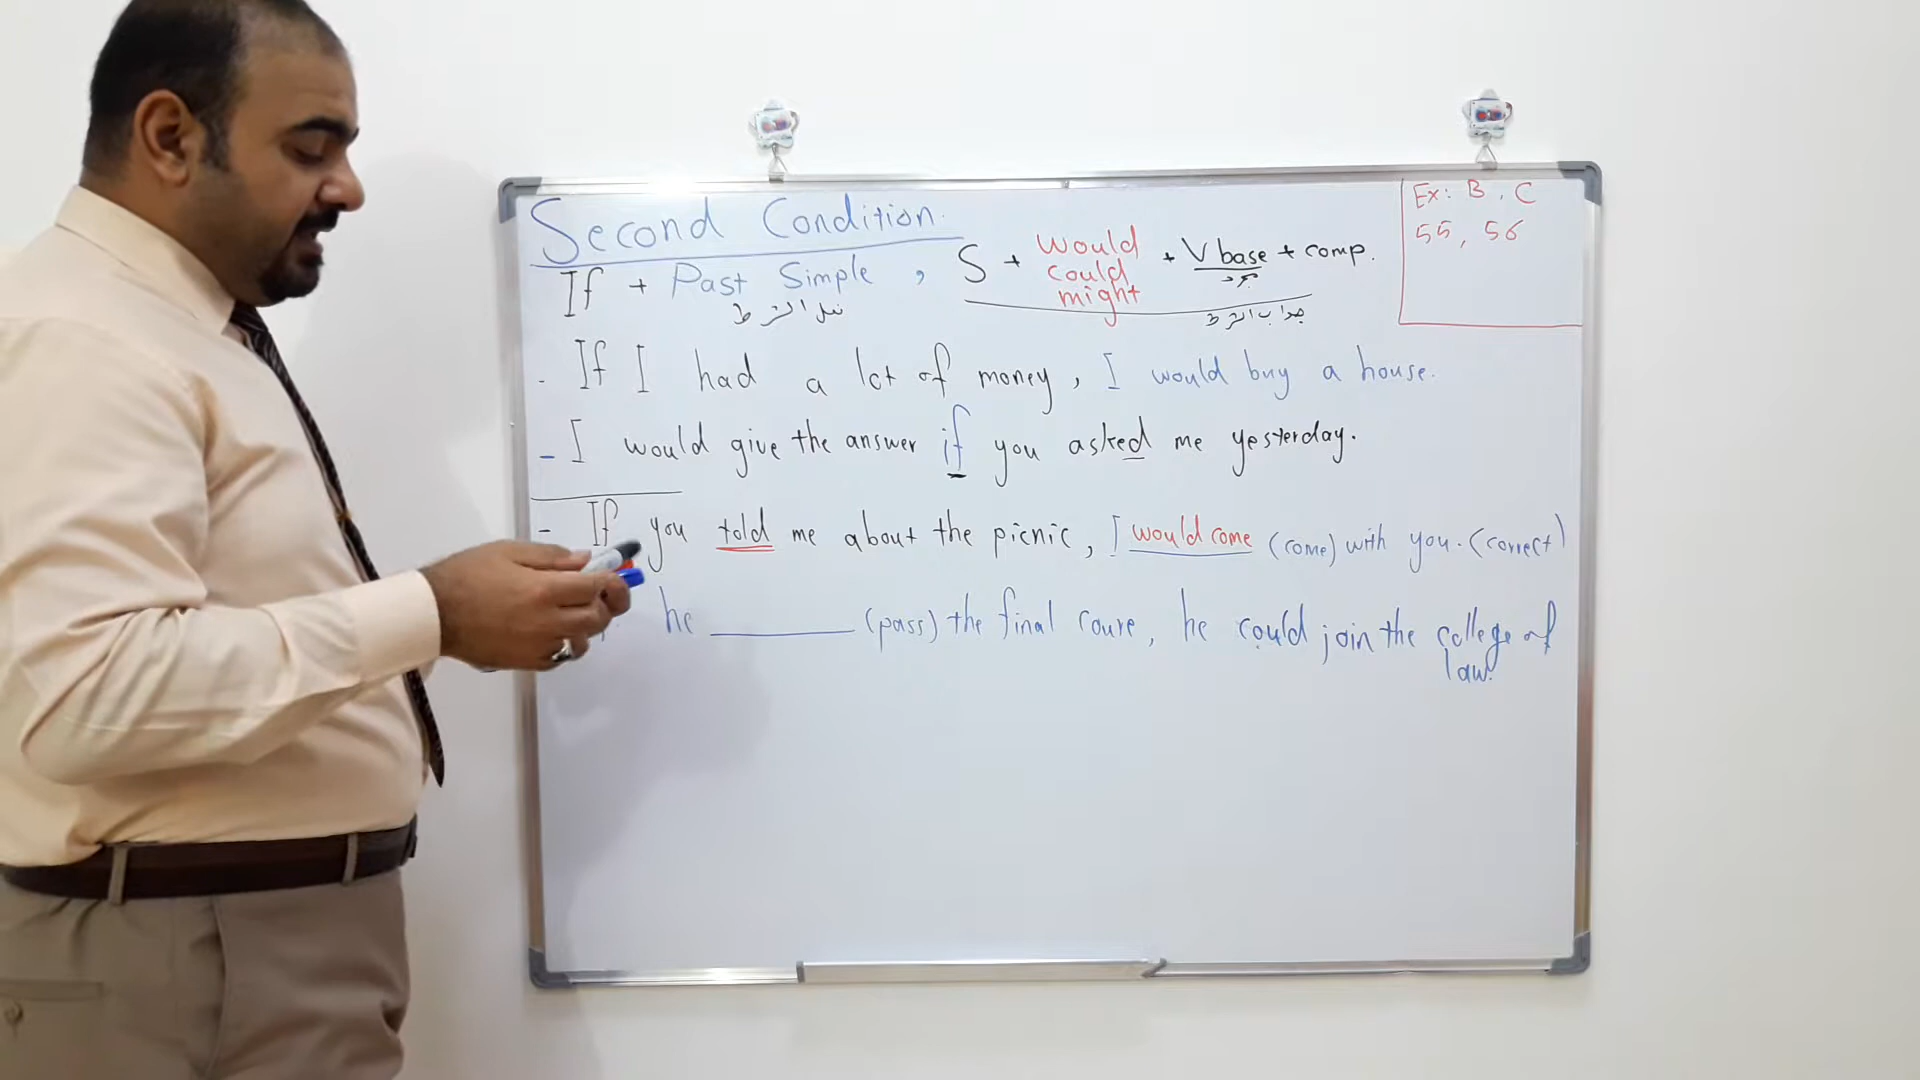 Second Condition.
Ex: B, C
55, 56
If + Past Simple , S + would could might + V base + comp.
مجرد
فعل الشرط
جواب الشرط
- If I had a lot of money, I would buy a house.
- I would give the answer if you asked me yesterday.
- If you told me about the picnic, I would come (come) with you. (correct)
he ________ (pass) the final coure, he could join the college of
law.